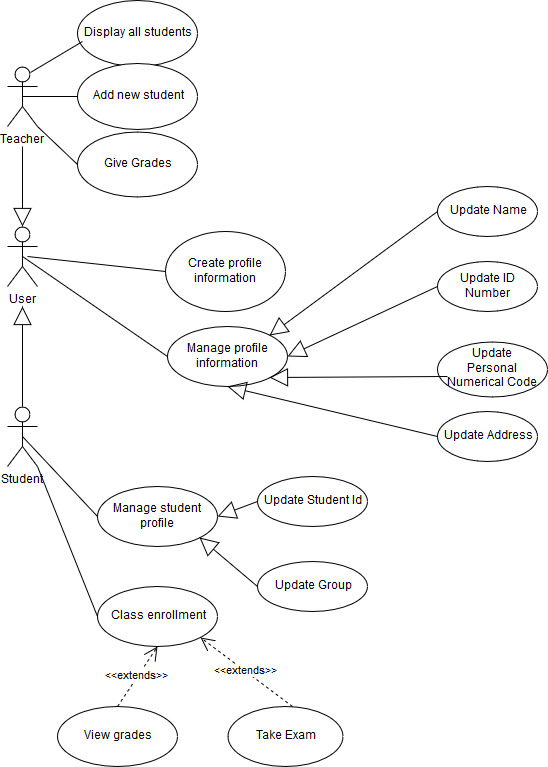 Display all students
Add new student
Teacher
Give Grades
Update Name
User
Create profile
information
Update ID
Number
Manage profile
information
Update
Personal
Numerical Code
Update Address
Student
Manage student
profile
Update Student Id
Update Group
Class enrollment
<<extends>>
<<extends>>
View grades
Take Exam